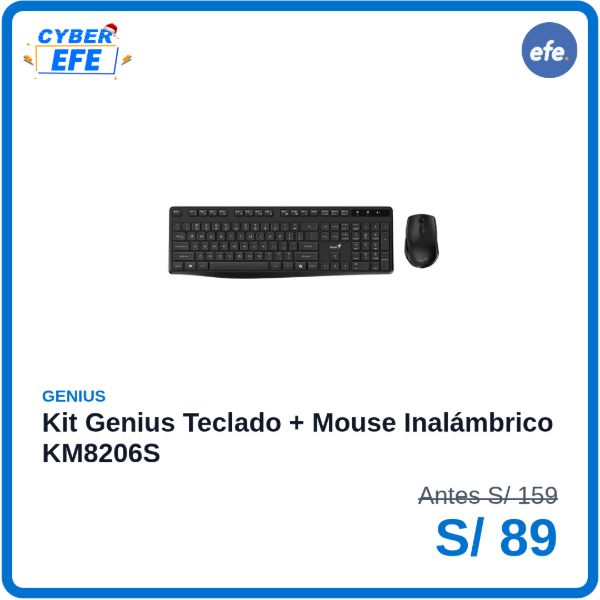 CYBER
EFE
efe.
GENIUS
Kit Genius Teclado + Mouse Inalámbrico
KM8206S
Antes S/ 159
S/ 89